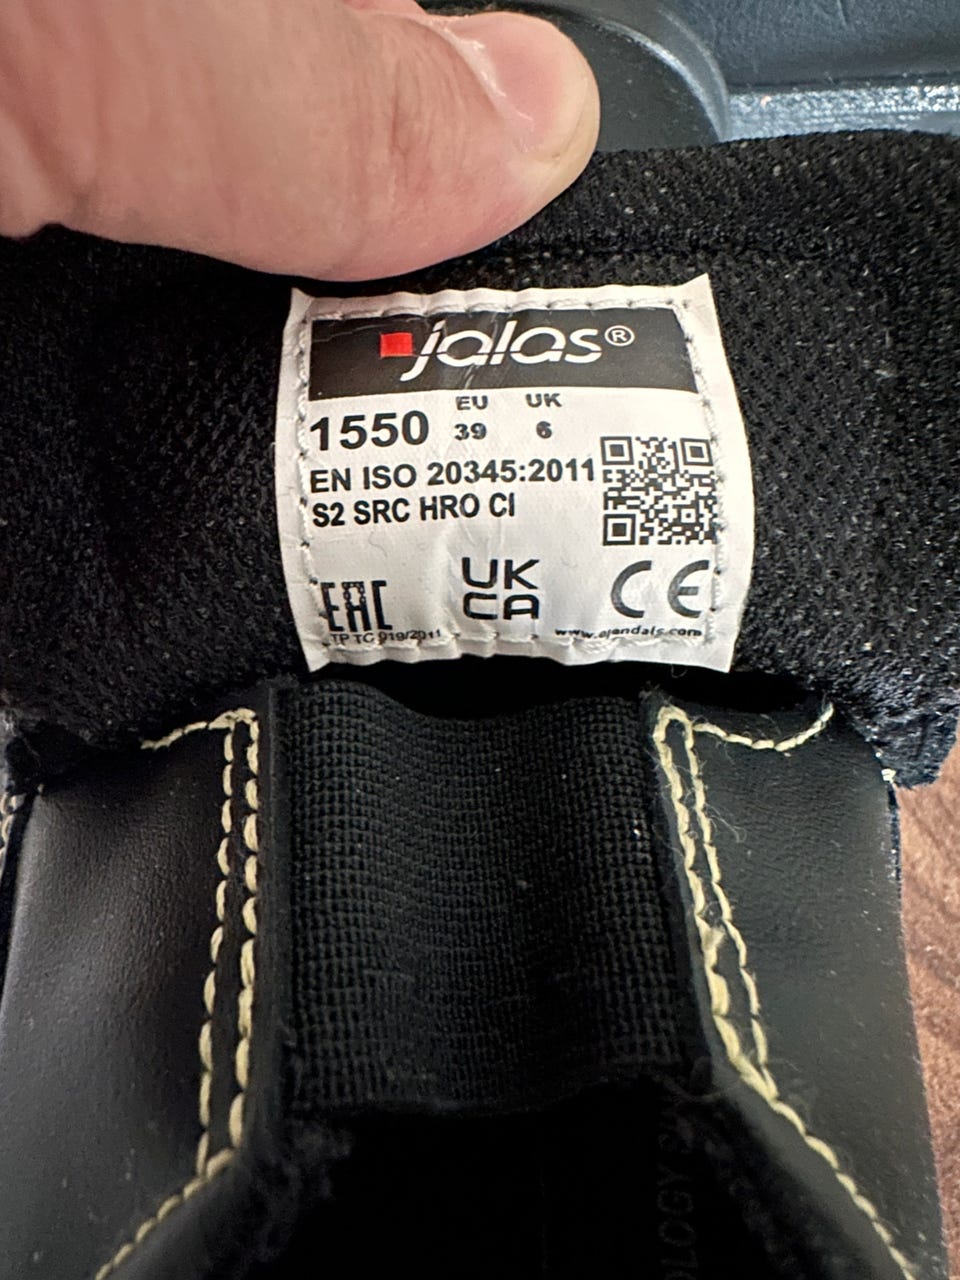 jalas®
EU UK
1550 39 6
EN ISO 20345:2011
S2 SRC HRO CI
EAC
UK
CA
CE
TP TC 019/2011
www.ejendals.com